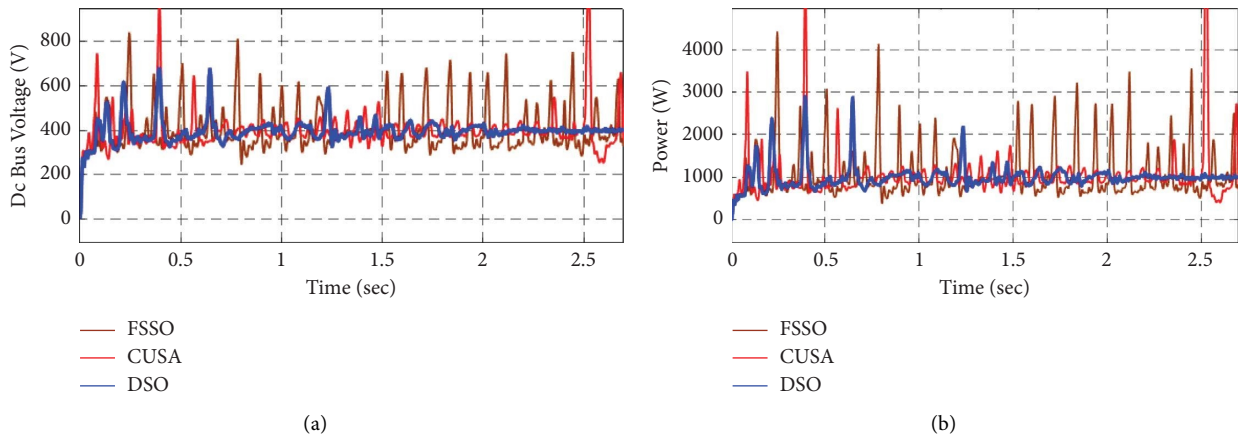 Dc Bus Voltage (V)
800
600
400
200
0
0
0.5
1
1.5
2
2.5
Time (sec)
FSSO
CUSA
DSO
(a)
Power (W)
4000
3000
2000
1000
0
0
0.5
1
1.5
2
2.5
Time (sec)
FSSO
CUSA
DSO
(b)